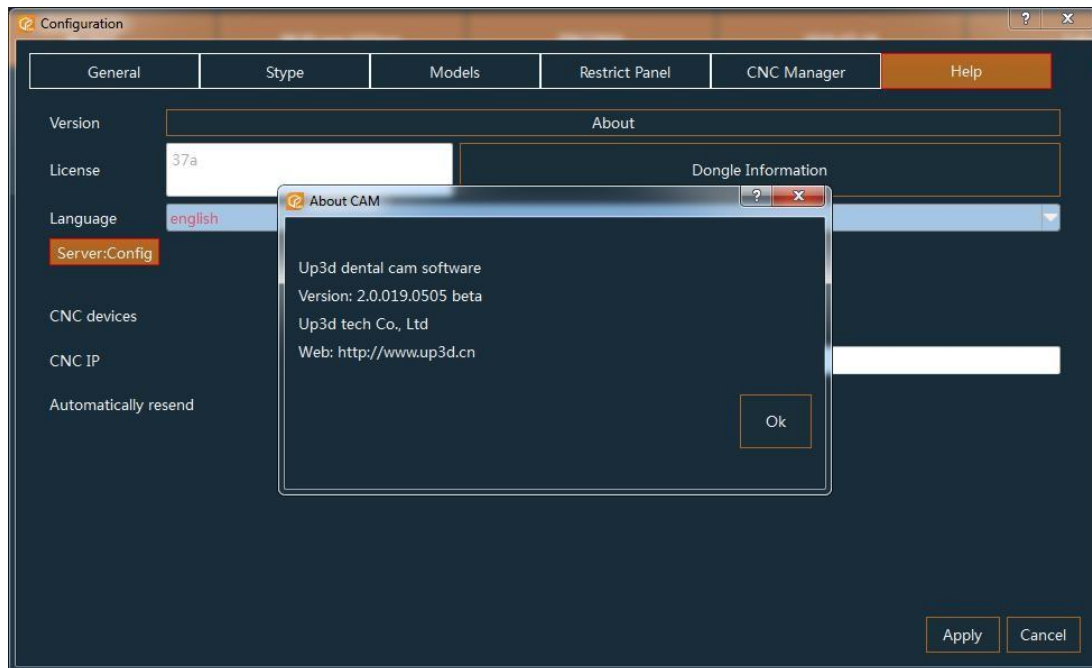 Configuration
General Stype Models Restrict Panel CNC Manager Help
Version About
License 37a Dongle Information
Language english
Server:Config
CNC devices
CNC IP
Automatically resend
About CAM
Up3d dental cam software
Version: 2.0.019.0505 beta
Up3d tech Co., Ltd
Web: http://www.up3d.cn
Ok
Apply Cancel